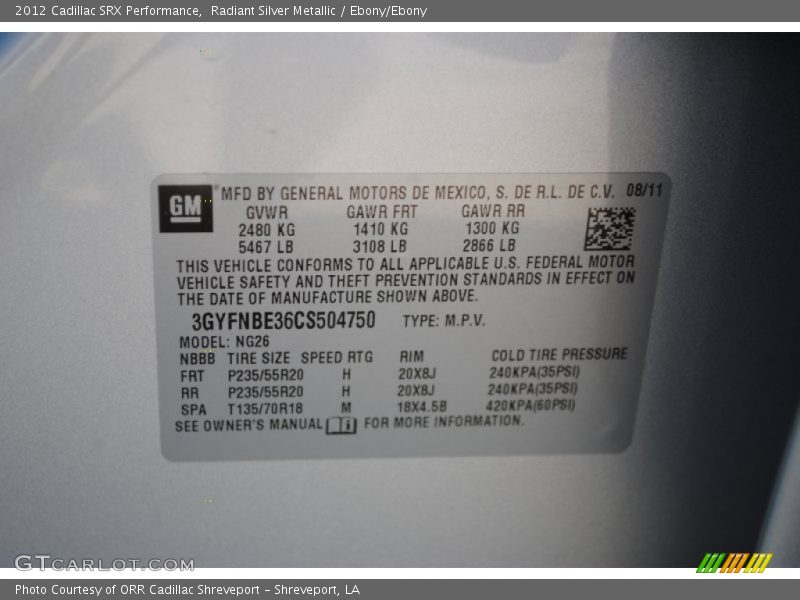 2012 Cadillac SRX Performance, Radiant Silver Metallic / Ebony/Ebony
GM
MFD BY GENERAL MOTORS DE MEXICO, S. DE R.L. DE C.V. 08/11
GVWR GAWR FRT GAWR RR
2480 KG 1410 KG 1300 KG
5467 LB 3108 LB 2866 LB
THIS VEHICLE CONFORMS TO ALL APPLICABLE U.S. FEDERAL MOTOR
VEHICLE SAFETY AND THEFT PREVENTION STANDARDS IN EFFECT ON
THE DATE OF MANUFACTURE SHOWN ABOVE.
3GYFNBE36CS504750 TYPE: M.P.V.
MODEL: NG26
NBBB TIRE SIZE SPEED RTG RIM COLD TIRE PRESSURE
FRT P235/55R20 H 20X8J 240KPA(35PSI)
RR P235/55R20 H 20X8J 240KPA(35PSI)
SPA T135/70R18 M 18X4.5B 420KPA(60PSI)
SEE OWNER'S MANUAL FOR MORE INFORMATION.
GTCARLOT.COM
Photo Courtesy of ORR Cadillac Shreveport - Shreveport, LA